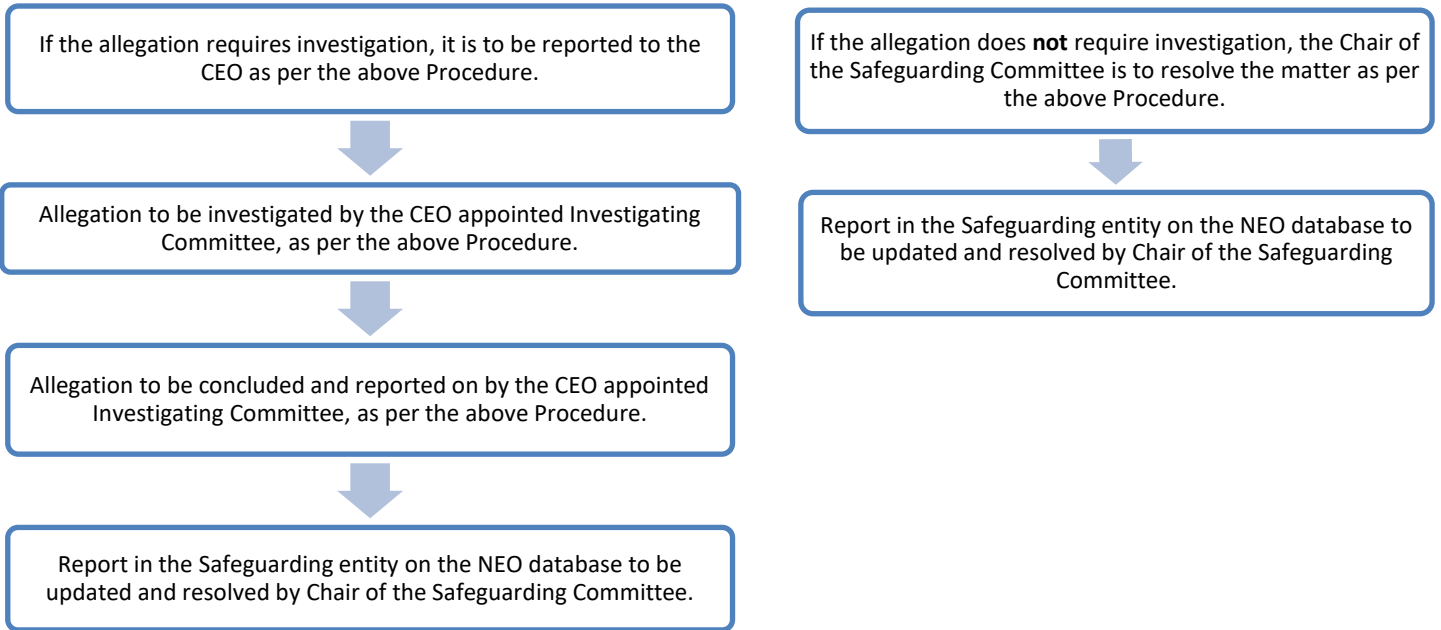 If the allegation requires investigation, it is to be reported to the
CEO as per the above Procedure.
Allegation to be investigated by the CEO appointed Investigating
Committee, as per the above Procedure.
Allegation to be concluded and reported on by the CEO appointed
Investigating Committee, as per the above Procedure.
Report in the Safeguarding entity on the NEO database to be
updated and resolved by Chair of the Safeguarding Committee.
If the allegation does not require investigation, the Chair of
the Safeguarding Committee is to resolve the matter as per
the above Procedure.
Report in the Safeguarding entity on the NEO database to
be updated and resolved by Chair of the Safeguarding
Committee.